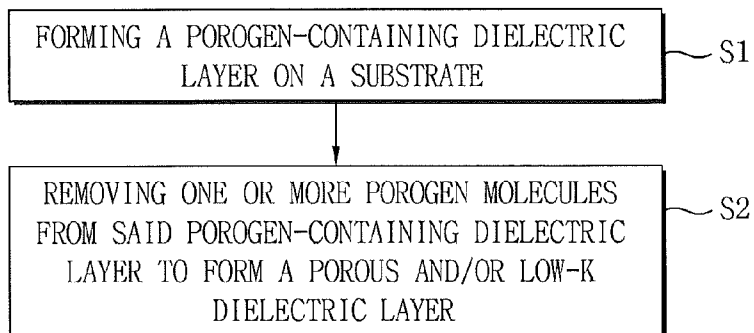 FORMING A POROGEN-CONTAINING DIELECTRIC
LAYER ON A SUBSTRATE
S1
REMOVING ONE OR MORE POROGEN MOLECULES
FROM SAID POROGEN-CONTAINING DIELECTRIC
LAYER TO FORM A POROUS AND/OR LOW-K
DIELECTRIC LAYER
S2